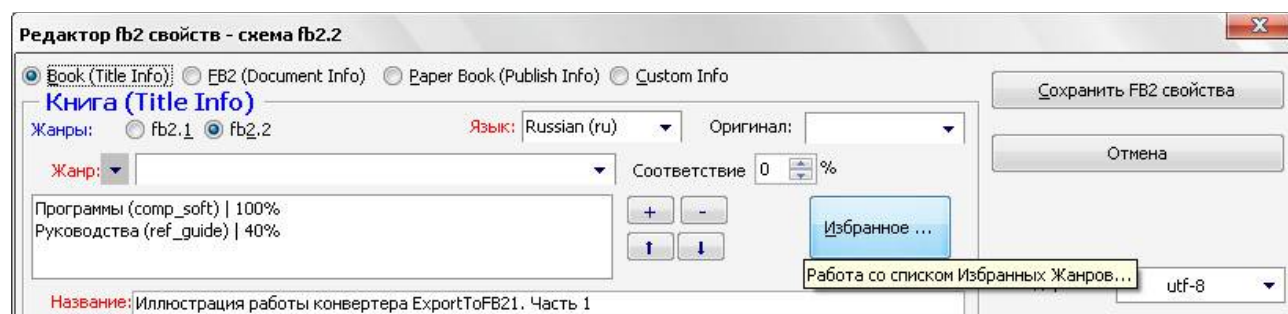 Редактор fb2 свойств - схема fb2.2
Book (Title Info) FB2 (Document Info) Paper Book (Publish Info) Custom Info
Сохранить FB2 свойства
Книга (Title Info)
Жанры: fb2.1 fb2.2 Язык: Russian (ru) Оригинал:
Отмена
Жанр: Соответствие 0 %
Программы (comp_soft) | 100%
Руководства (ref_guide) | 40%
+ -
Избранное ...
Работа со списком Избранных Жанров...
utf-8
Название: Иллюстрация работы конвертера ExportToFB21. Часть 1